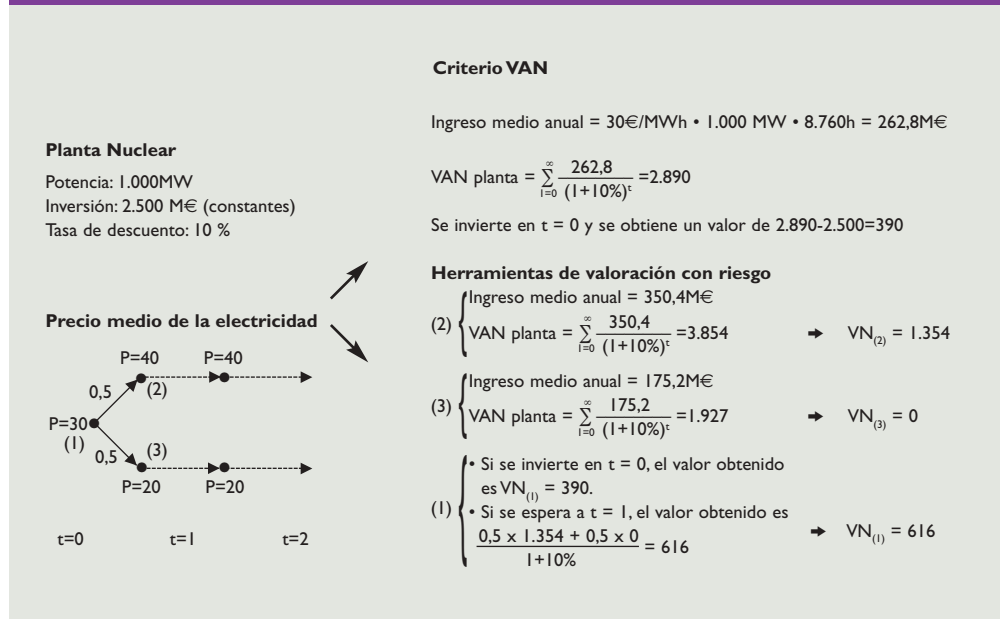 Planta Nuclear
Potencia: 1.000MW
Inversión: 2.500 M€ (constantes)
Tasa de descuento: 10 %
Precio medio de la electricidad
P=40 P=40
0,5 (2)
P=30
(1)
0,5 (3)
P=20 P=20
t=0 t=1 t=2
Criterio VAN
Ingreso medio anual = 30€/MWh • 1.000 MW • 8.760h = 262,8M€
VAN planta = ∞ Σ l=0 262,8 / (1+10%)^t =2.890
Se invierte en t = 0 y se obtiene un valor de 2.890-2.500=390
Herramientas de valoración con riesgo
Ingreso medio anual = 350,4M€
(2) VAN planta = ∞ Σ l=0 350,4 / (1+10%)^t =3.854 → VN(2) = 1.354
Ingreso medio anual = 175,2M€
(3) VAN planta = ∞ Σ l=0 175,2 / (1+10%)^t =1.927 → VN(3) = 0
• Si se invierte en t = 0, el valor obtenido
es VN(1) = 390.
(1) • Si se espera a t = 1, el valor obtenido es
0,5 x 1.354 + 0,5 x 0 / 1+10% = 616 → VN(1) = 616